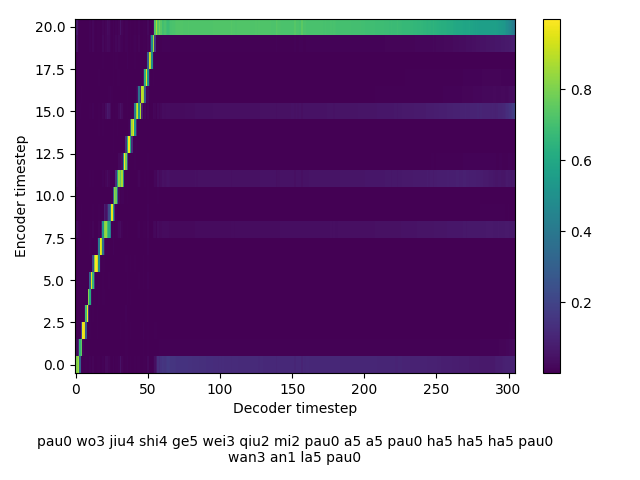 20.0
17.5
15.0
12.5
10.0
7.5
5.0
2.5
0.0
Encoder timestep
0 50 100 150 200 250 300
Decoder timestep
0.8
0.6
0.4
0.2
pau0 wo3 jiu4 shi4 ge5 wei3 qiu2 mi2 pau0 a5 a5 pau0 ha5 ha5 ha5 pau0
wan3 an1 la5 pau0